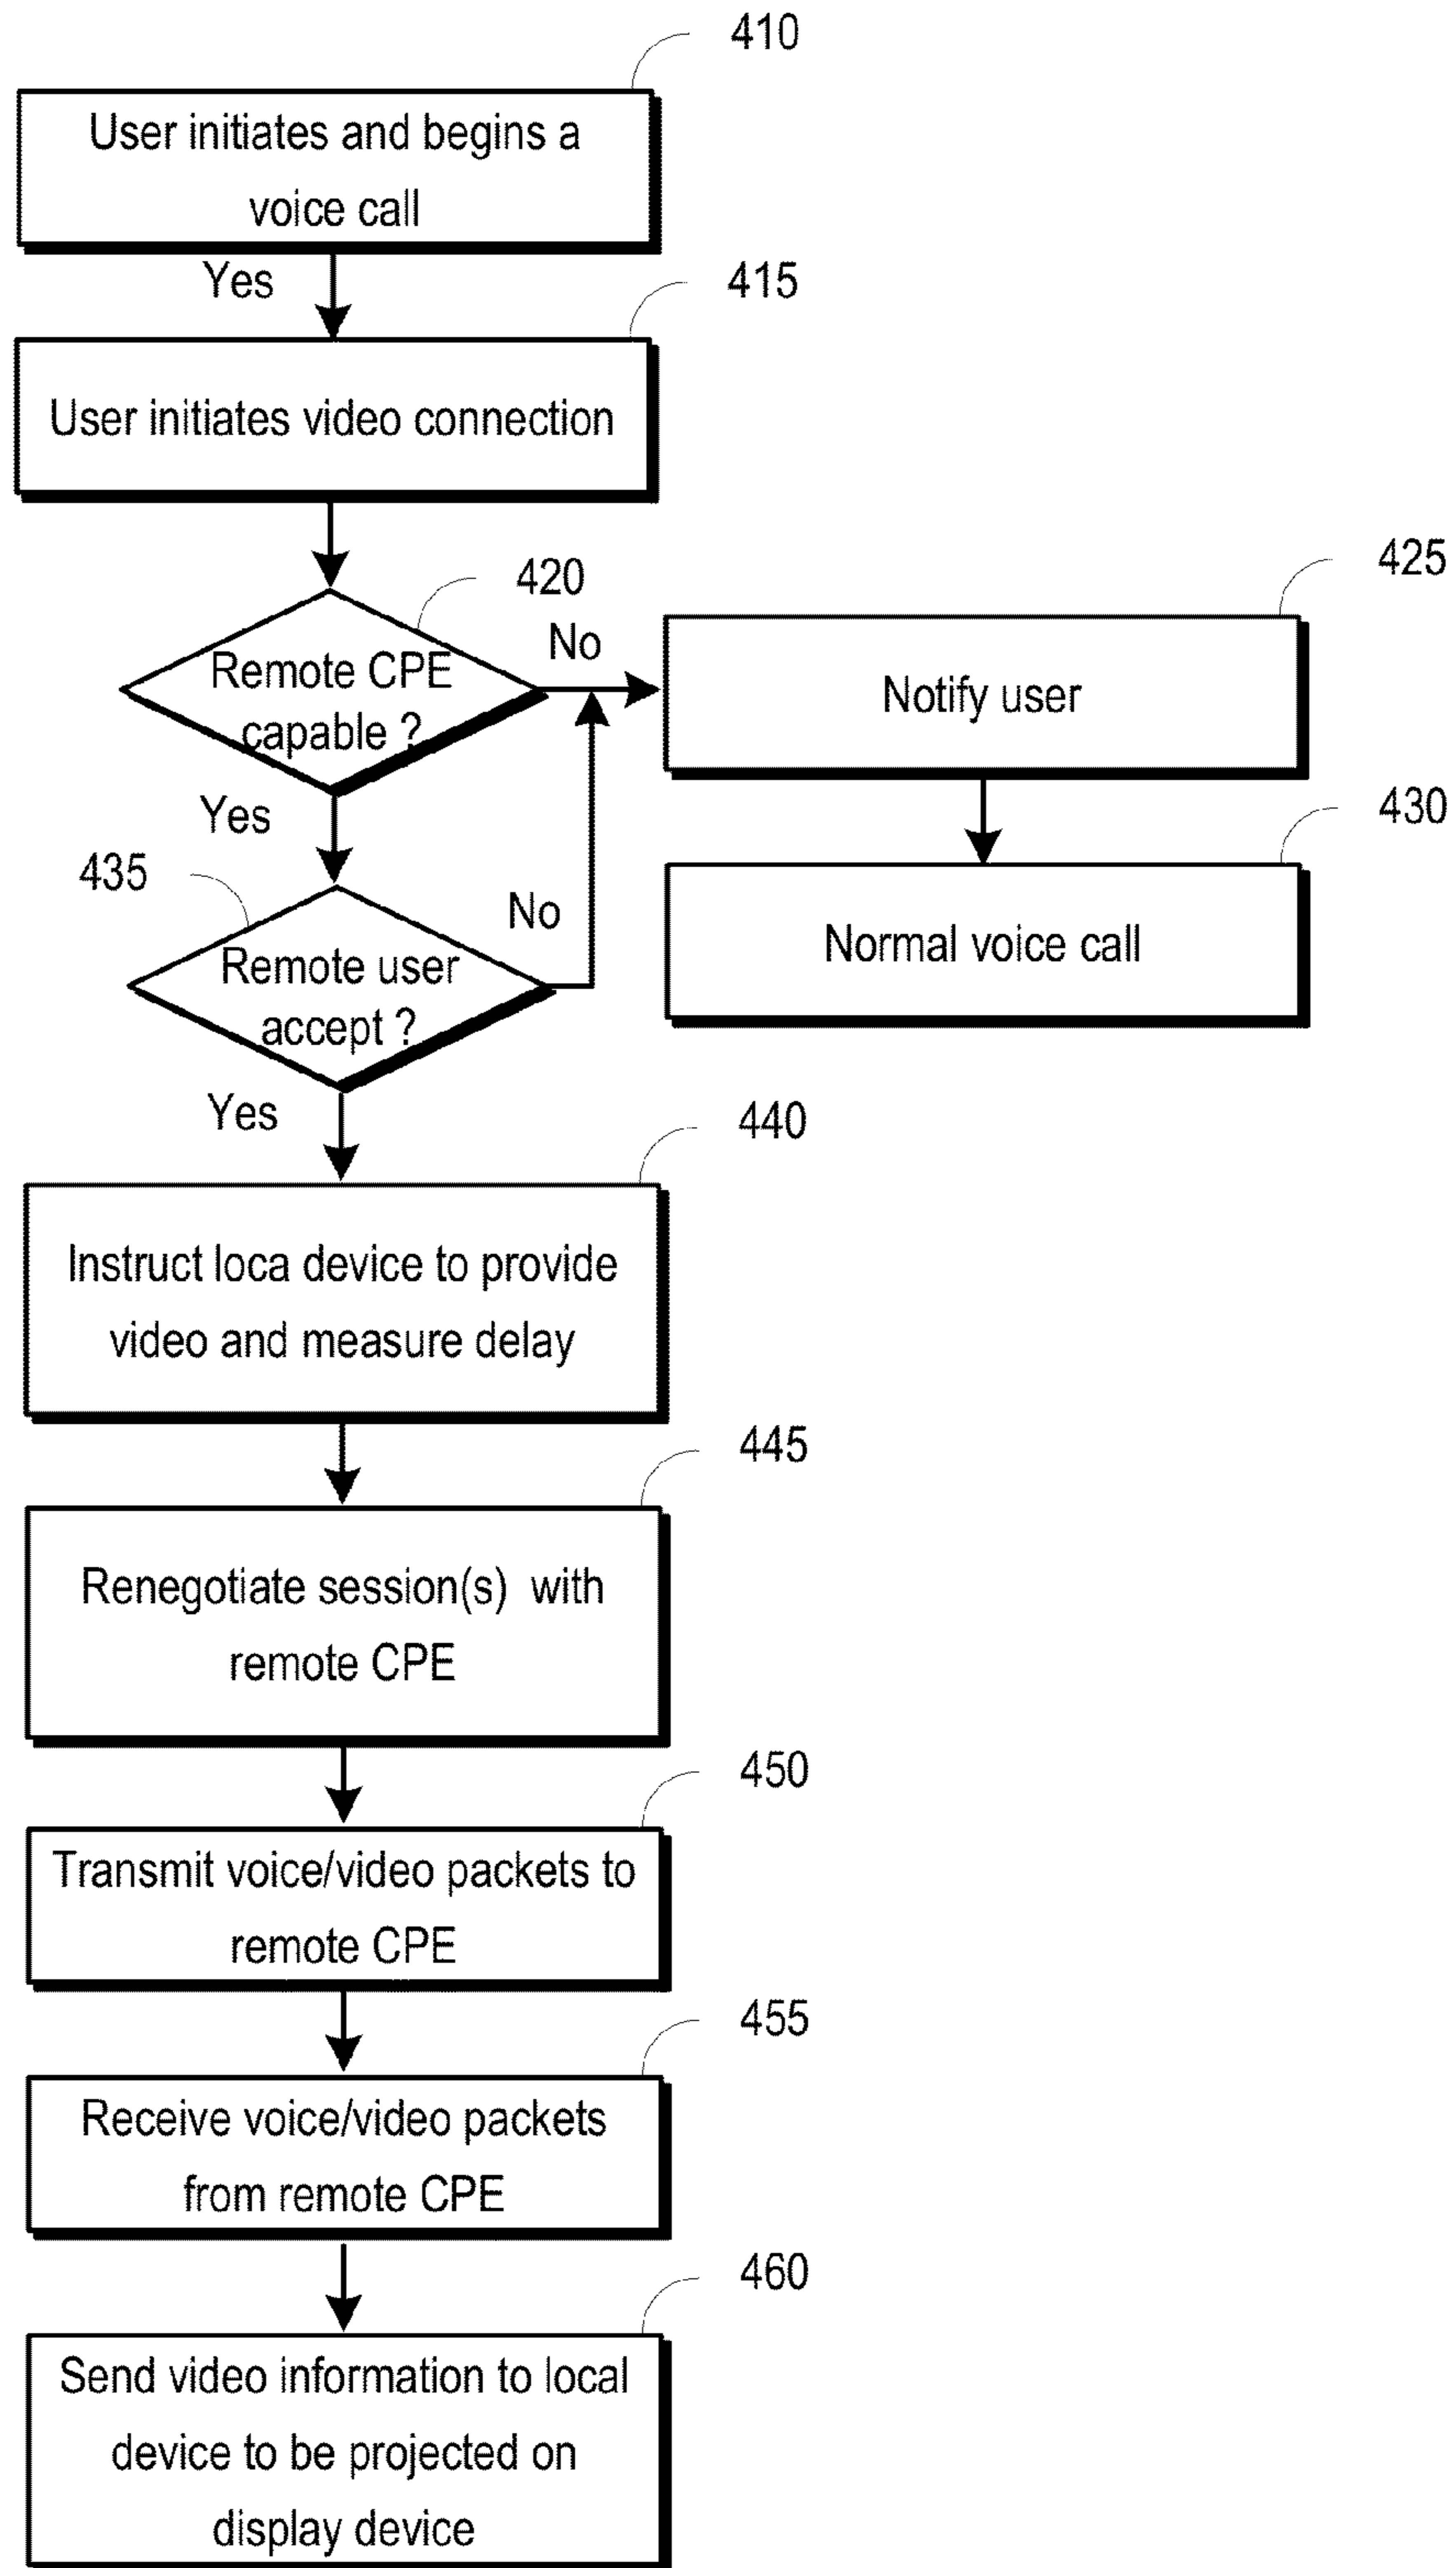 410
User initiates and begins a
voice call
Yes
415
User initiates video connection
420
Remote CPE
capable ?
No
425
Notify user
Yes
430
Normal voice call
435
Remote user
accept ?
No
Yes
440
Instruct loca device to provide
video and measure delay
445
Renegotiate session(s) with
remote CPE
450
Transmit voice/video packets to
remote CPE
455
Receive voice/video packets
from remote CPE
460
Send video information to local
device to be projected on
display device